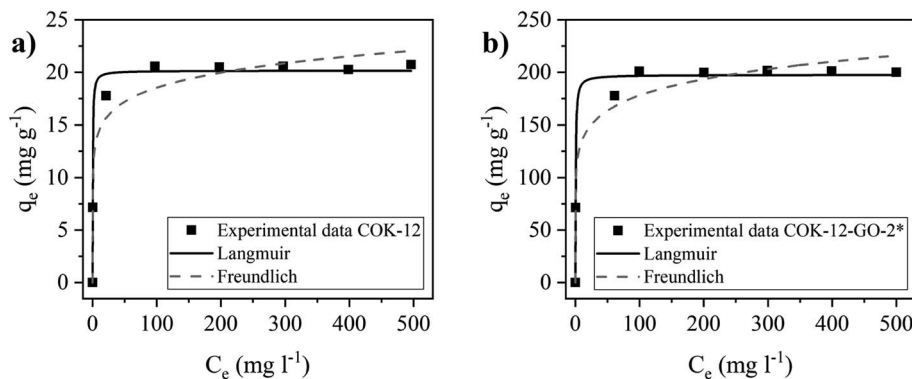 a)
25
20
15
10
5
0
qe (mg g-1)
0 100 200 300 400 500
Ce (mg l-1)
Experimental data COK-12
Langmuir
Freundlich
b)
250
200
150
100
50
0
qe (mg g-1)
0 100 200 300 400 500
Ce (mg l-1)
Experimental data COK-12-GO-2*
Langmuir
Freundlich